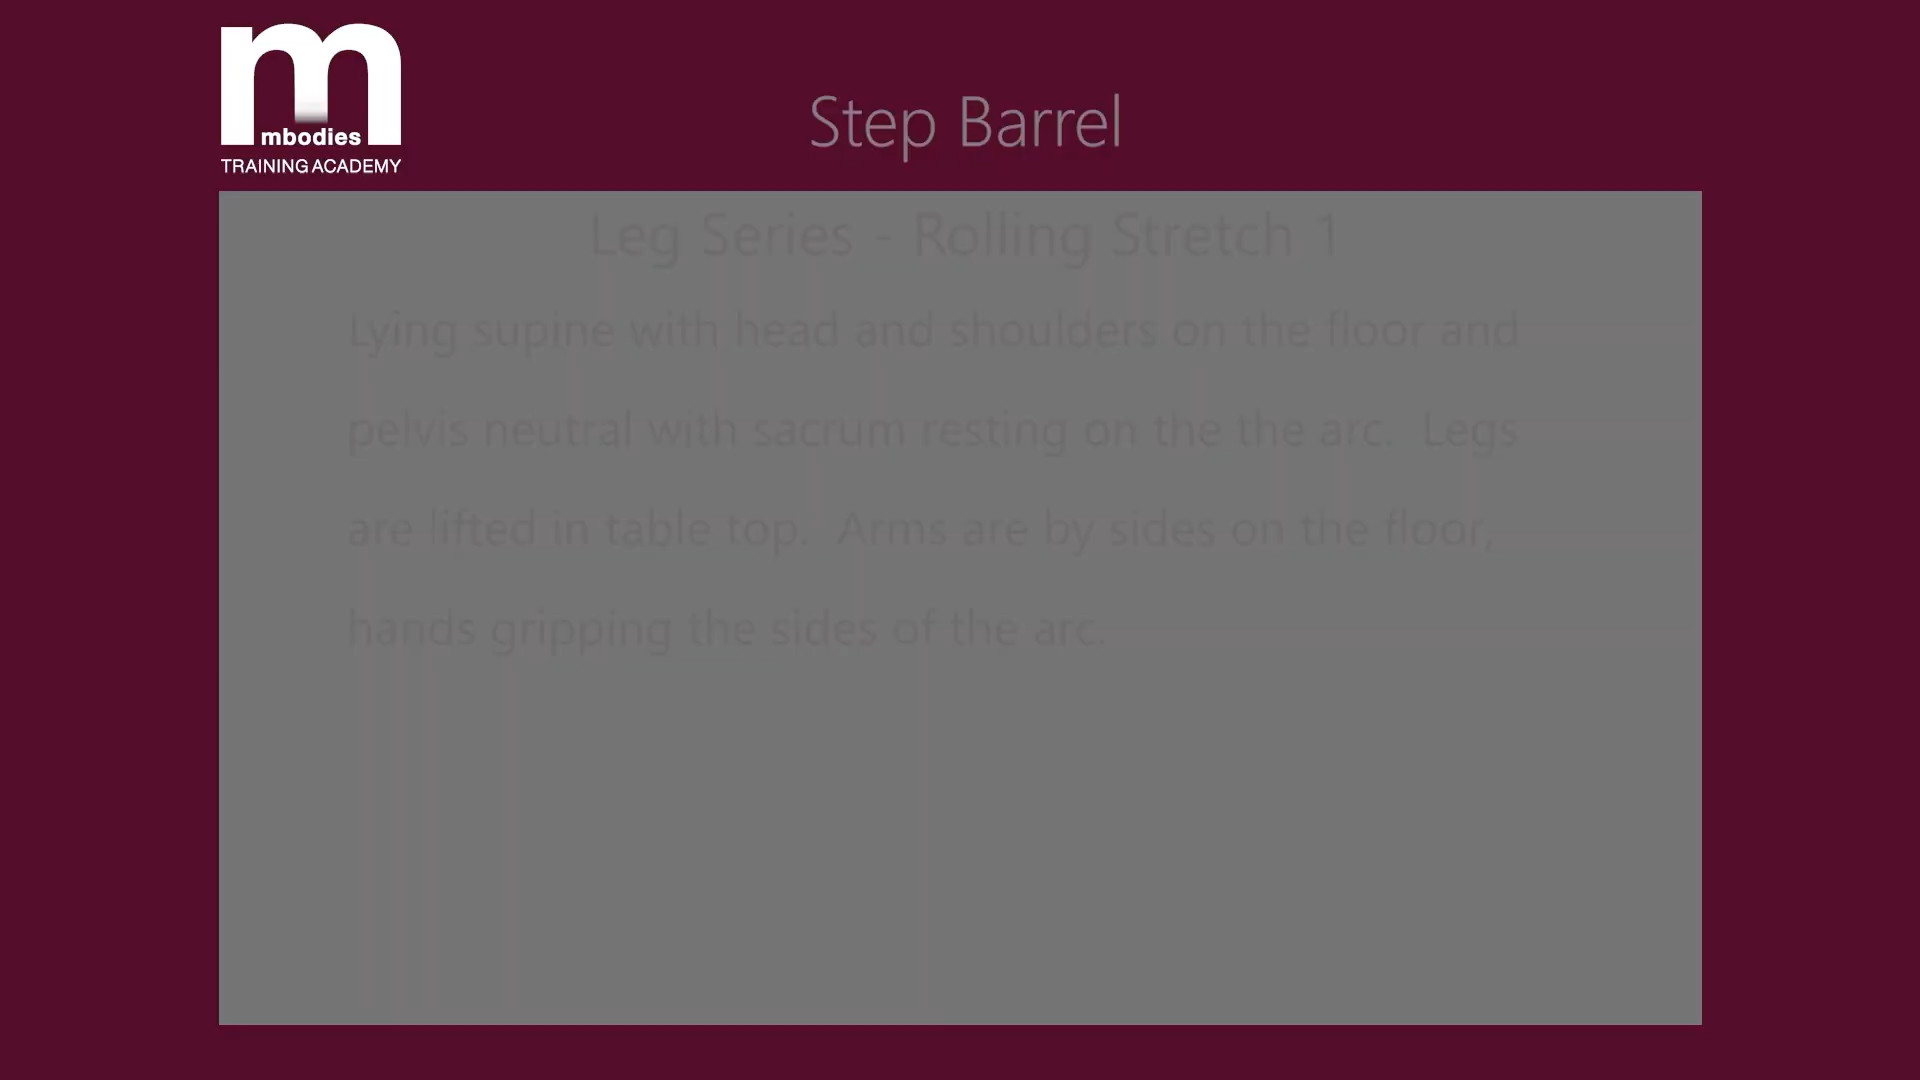 mbodies
TRAINING ACADEMY
Step Barrel
Leg Series - Rolling Stretch 1
Lying supine with head and shoulders on the floor and
pelvis neutral with sacrum resting on the the arc. Legs
are lifted in table top. Arms are by sides on the floor,
hands gripping the sides of the arc.